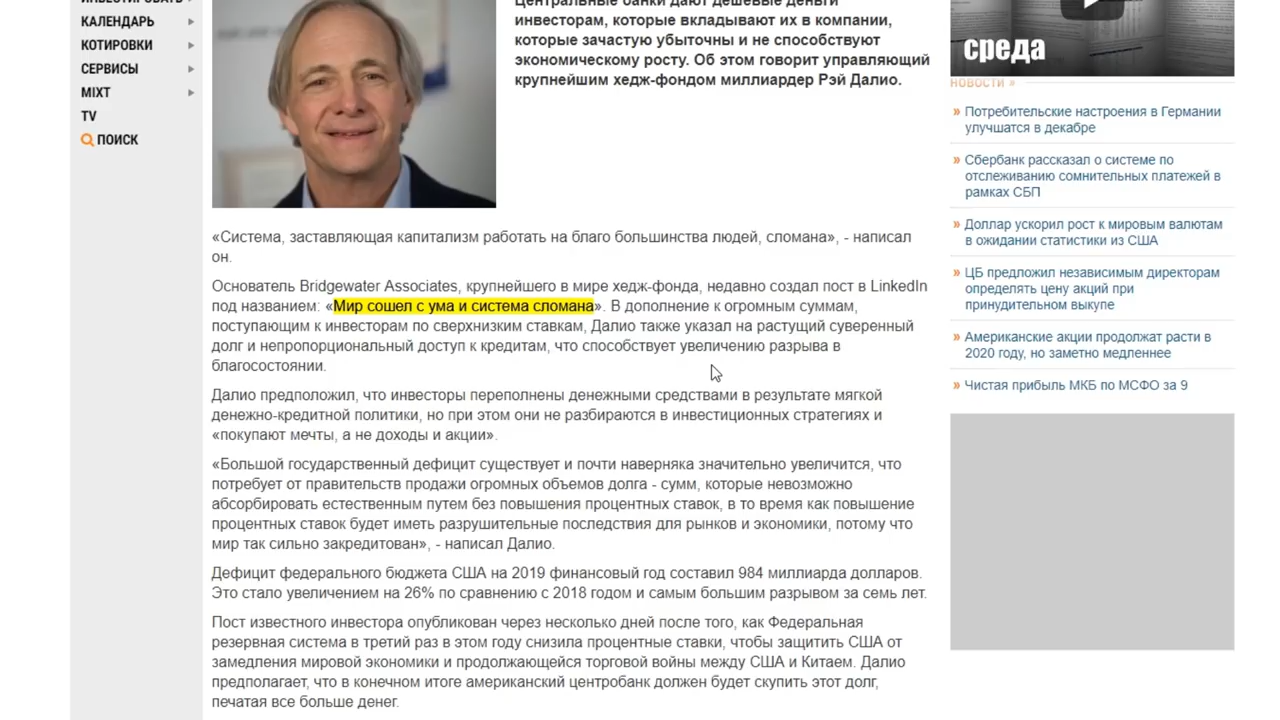 ИНВЕСТИРОВАТЬ
КАЛЕНДАРЬ
КОТИРОВКИ
СЕРВИСЫ
MIXT
TV
ПОИСК
Центральные банки дают дешевые деньги
инвесторам, которые вкладывают их в компании,
которые зачастую убыточны и не способствуют
экономическому росту. Об этом говорит управляющий
крупнейшим хедж-фондом миллиардер Рэй Далио.
«Система, заставляющая капитализм работать на благо большинства людей, сломана», - написал
он.
Основатель Bridgewater Associates, крупнейшего в мире хедж-фонда, недавно создал пост в LinkedIn
под названием: «Мир сошел с ума и система сломана». В дополнение к огромным суммам,
поступающим к инвесторам по сверхнизким ставкам, Далио также указал на растущий суверенный
долг и непропорциональный доступ к кредитам, что способствует увеличению разрыва в
благосостоянии.
Далио предположил, что инвесторы переполнены денежными средствами в результате мягкой
денежно-кредитной политики, но при этом они не разбираются в инвестиционных стратегиях и
«покупают мечты, а не доходы и акции».
«Большой государственный дефицит существует и почти наверняка значительно увеличится, что
потребует от правительств продажи огромных объемов долга - сумм, которые невозможно
абсорбировать естественным путем без повышения процентных ставок, в то время как повышение
процентных ставок будет иметь разрушительные последствия для рынков и экономики, потому что
мир так сильно закредитован», - написал Далио.
Дефицит федерального бюджета США на 2019 финансовый год составил 984 миллиарда долларов.
Это стало увеличением на 26% по сравнению с 2018 годом и самым большим разрывом за семь лет.
Пост известного инвестора опубликован через несколько дней после того, как Федеральная
резервная система в третий раз в этом году снизила процентные ставки, чтобы защитить США от
замедления мировой экономики и продолжающейся торговой войны между США и Китаем. Далио
предполагает, что в конечном итоге американский центробанк должен будет скупить этот долг,
печатая все больше денег.
среда
НОВОСТИ »
» Потребительские настроения в Германии
улучшатся в декабре
» Сбербанк рассказал о системе по
отслеживанию сомнительных платежей в
рамках СБП
» Доллар ускорил рост к мировым валютам
в ожидании статистики из США
» ЦБ предложил независимым директорам
определять цену акций при
принудительном выкупе
» Американские акции продолжат расти в
2020 году, но заметно медленнее
» Чистая прибыль МКБ по МСФО за 9